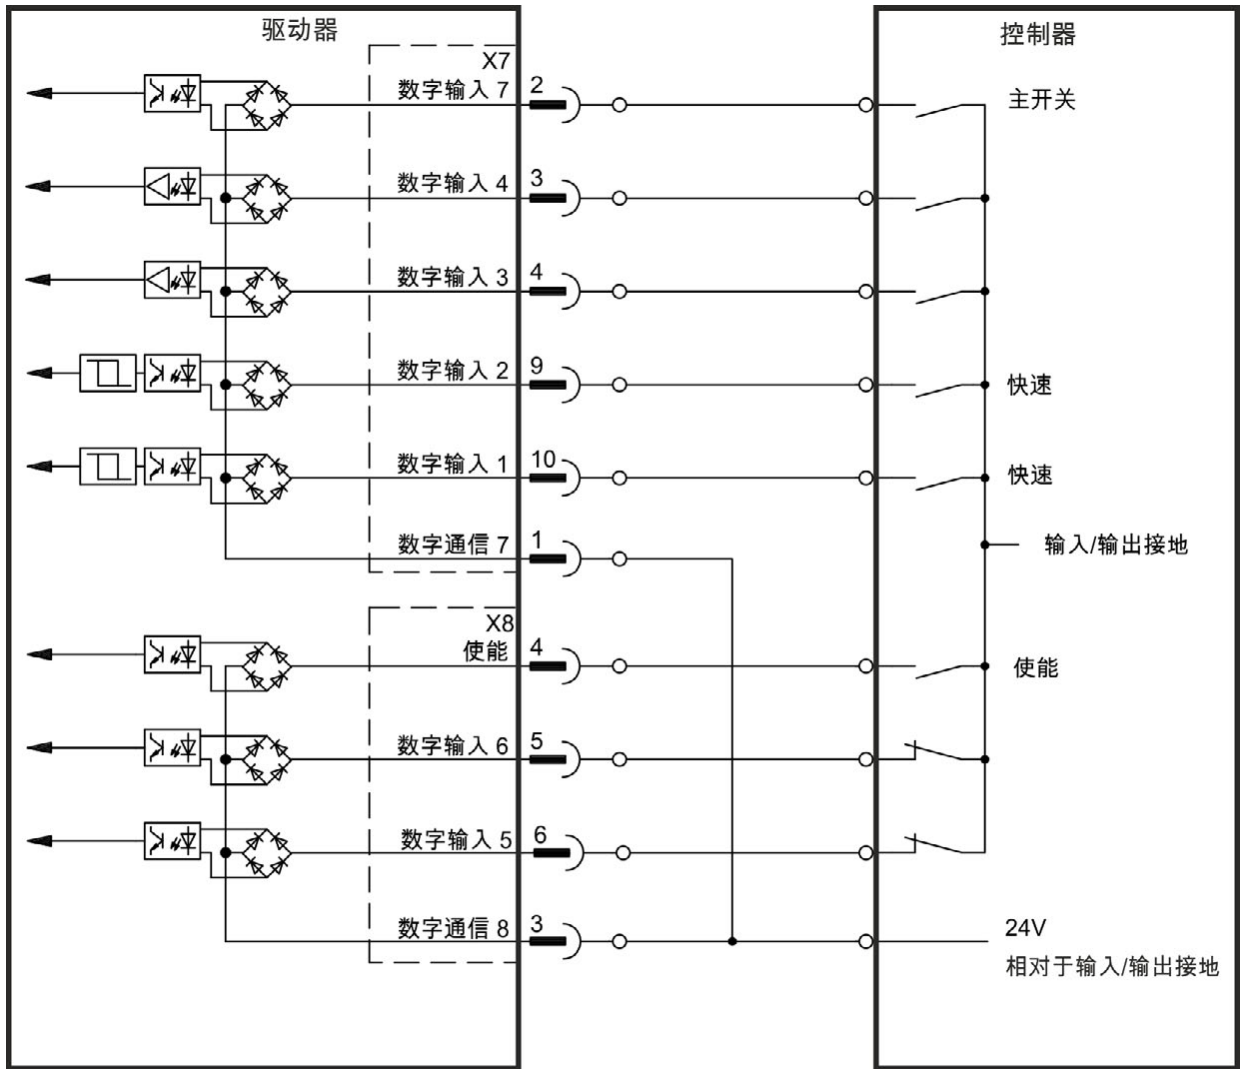 驱动器
控制器
X7
数字输入 7
2
主开关
数字输入 4
3
数字输入 3
4
数字输入 2
9
快速
数字输入 1
10
快速
数字通信 7
1
输入/输出接地
X8
使能
4
使能
数字输入 6
5
数字输入 5
6
数字通信 8
3
24V
相对于输入/输出接地